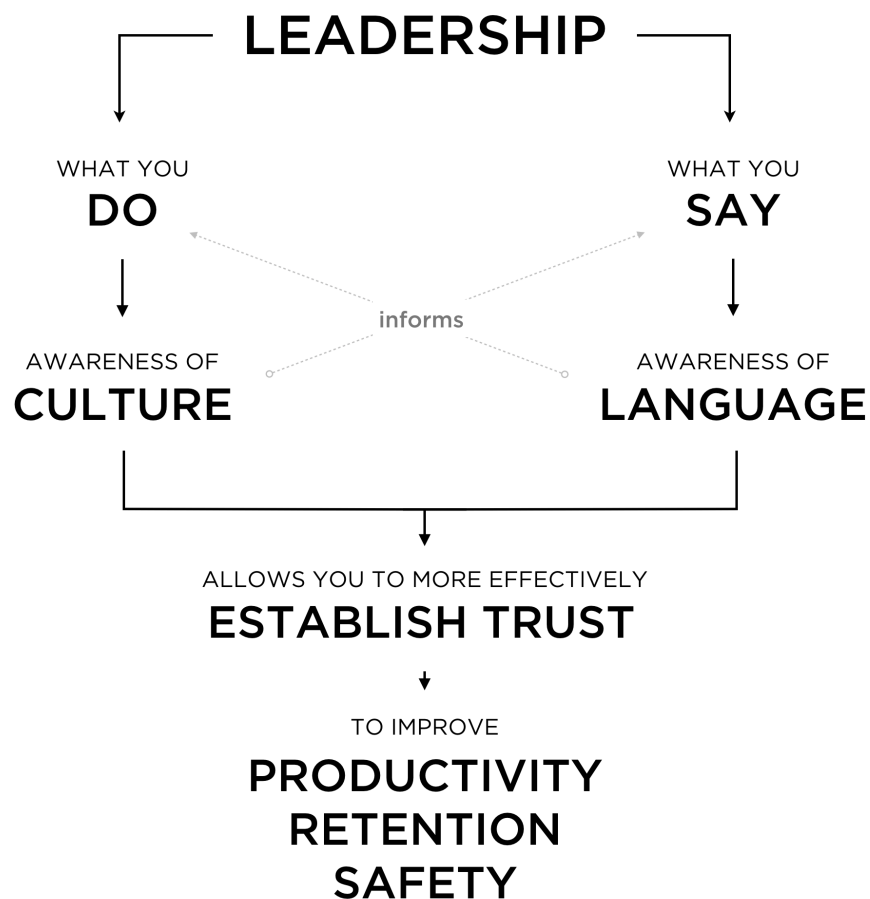 LEADERSHIP
WHAT YOU
DO
WHAT YOU
SAY
informs
AWARENESS OF
CULTURE
AWARENESS OF
LANGUAGE
ALLOWS YOU TO MORE EFFECTIVELY
ESTABLISH TRUST
TO IMPROVE
PRODUCTIVITY
RETENTION
SAFETY